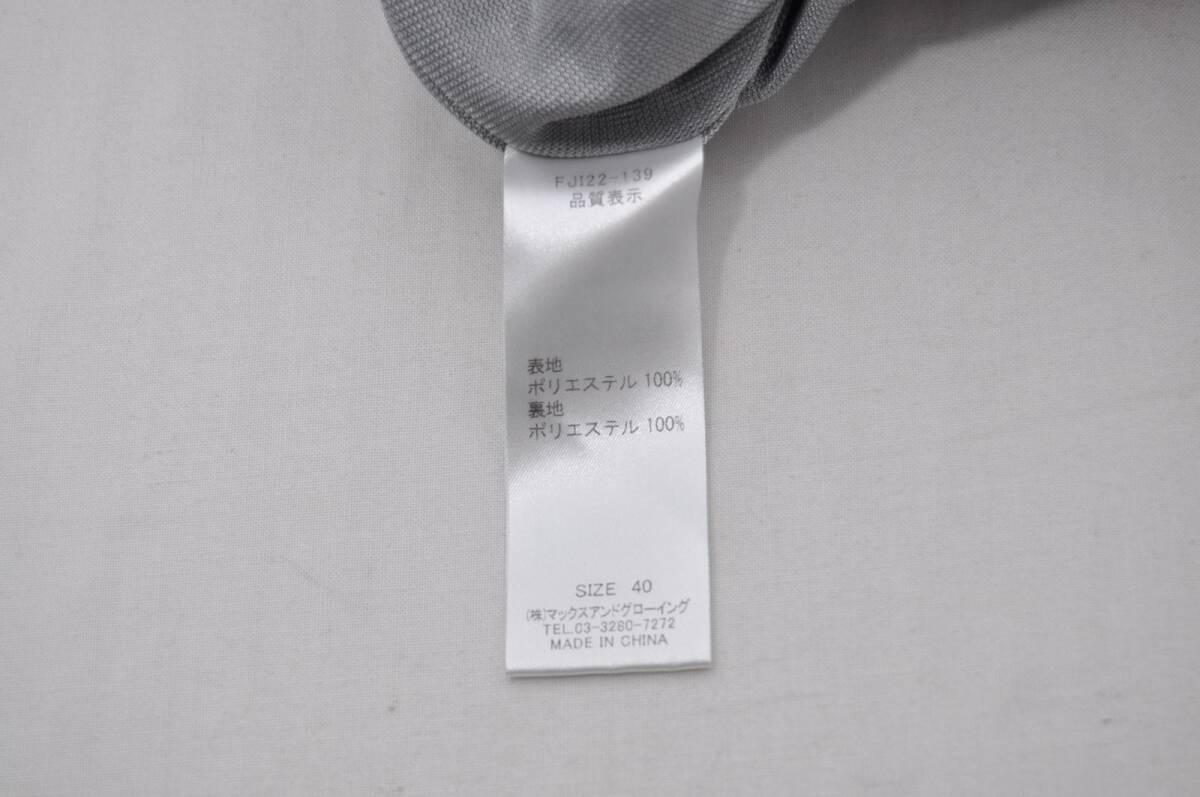 FJI22-139
品質表示
表地
ポリエステル 100%
裏地
ポリエステル 100%
SIZE 40
(株)マックスアンドグローイング
TEL.03-3280-7272
MADE IN CHINA